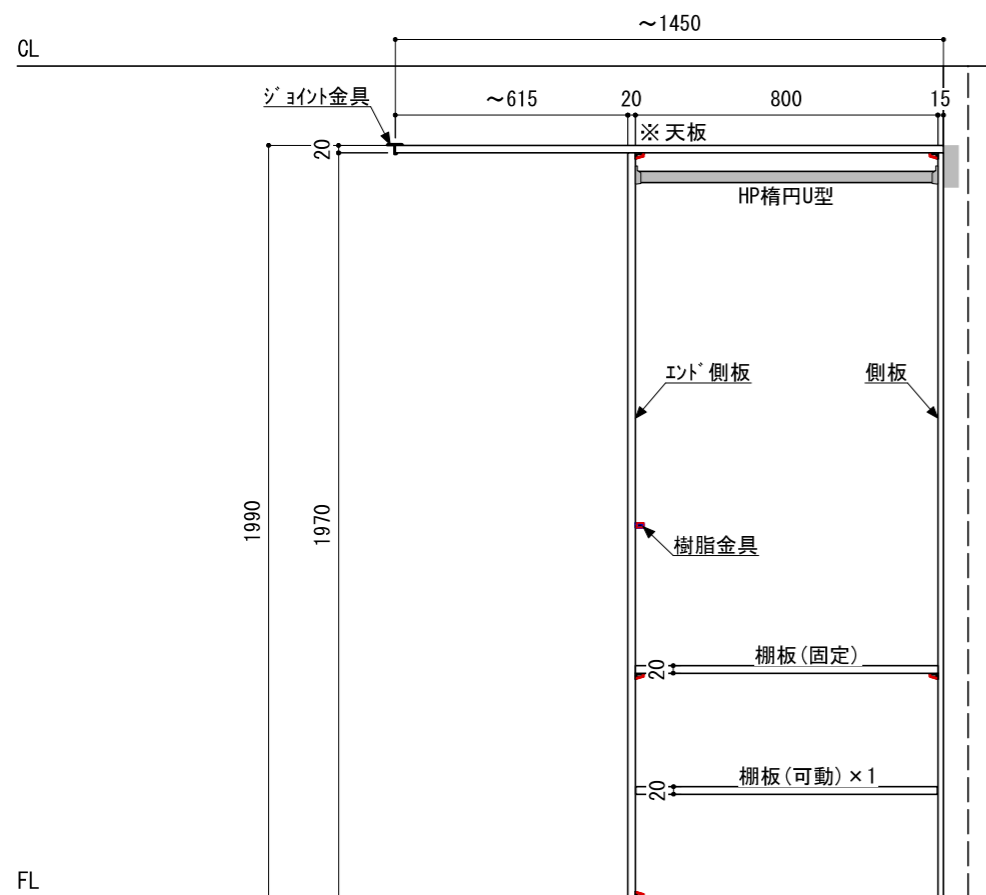 ~1450
CL
ジョイント金具
~615 20 800 15
※天板
20
HP楕円U型
エンド側板
側板
1990
1970
樹脂金具
棚板(固定)
20
棚板(可動)×1
20
FL